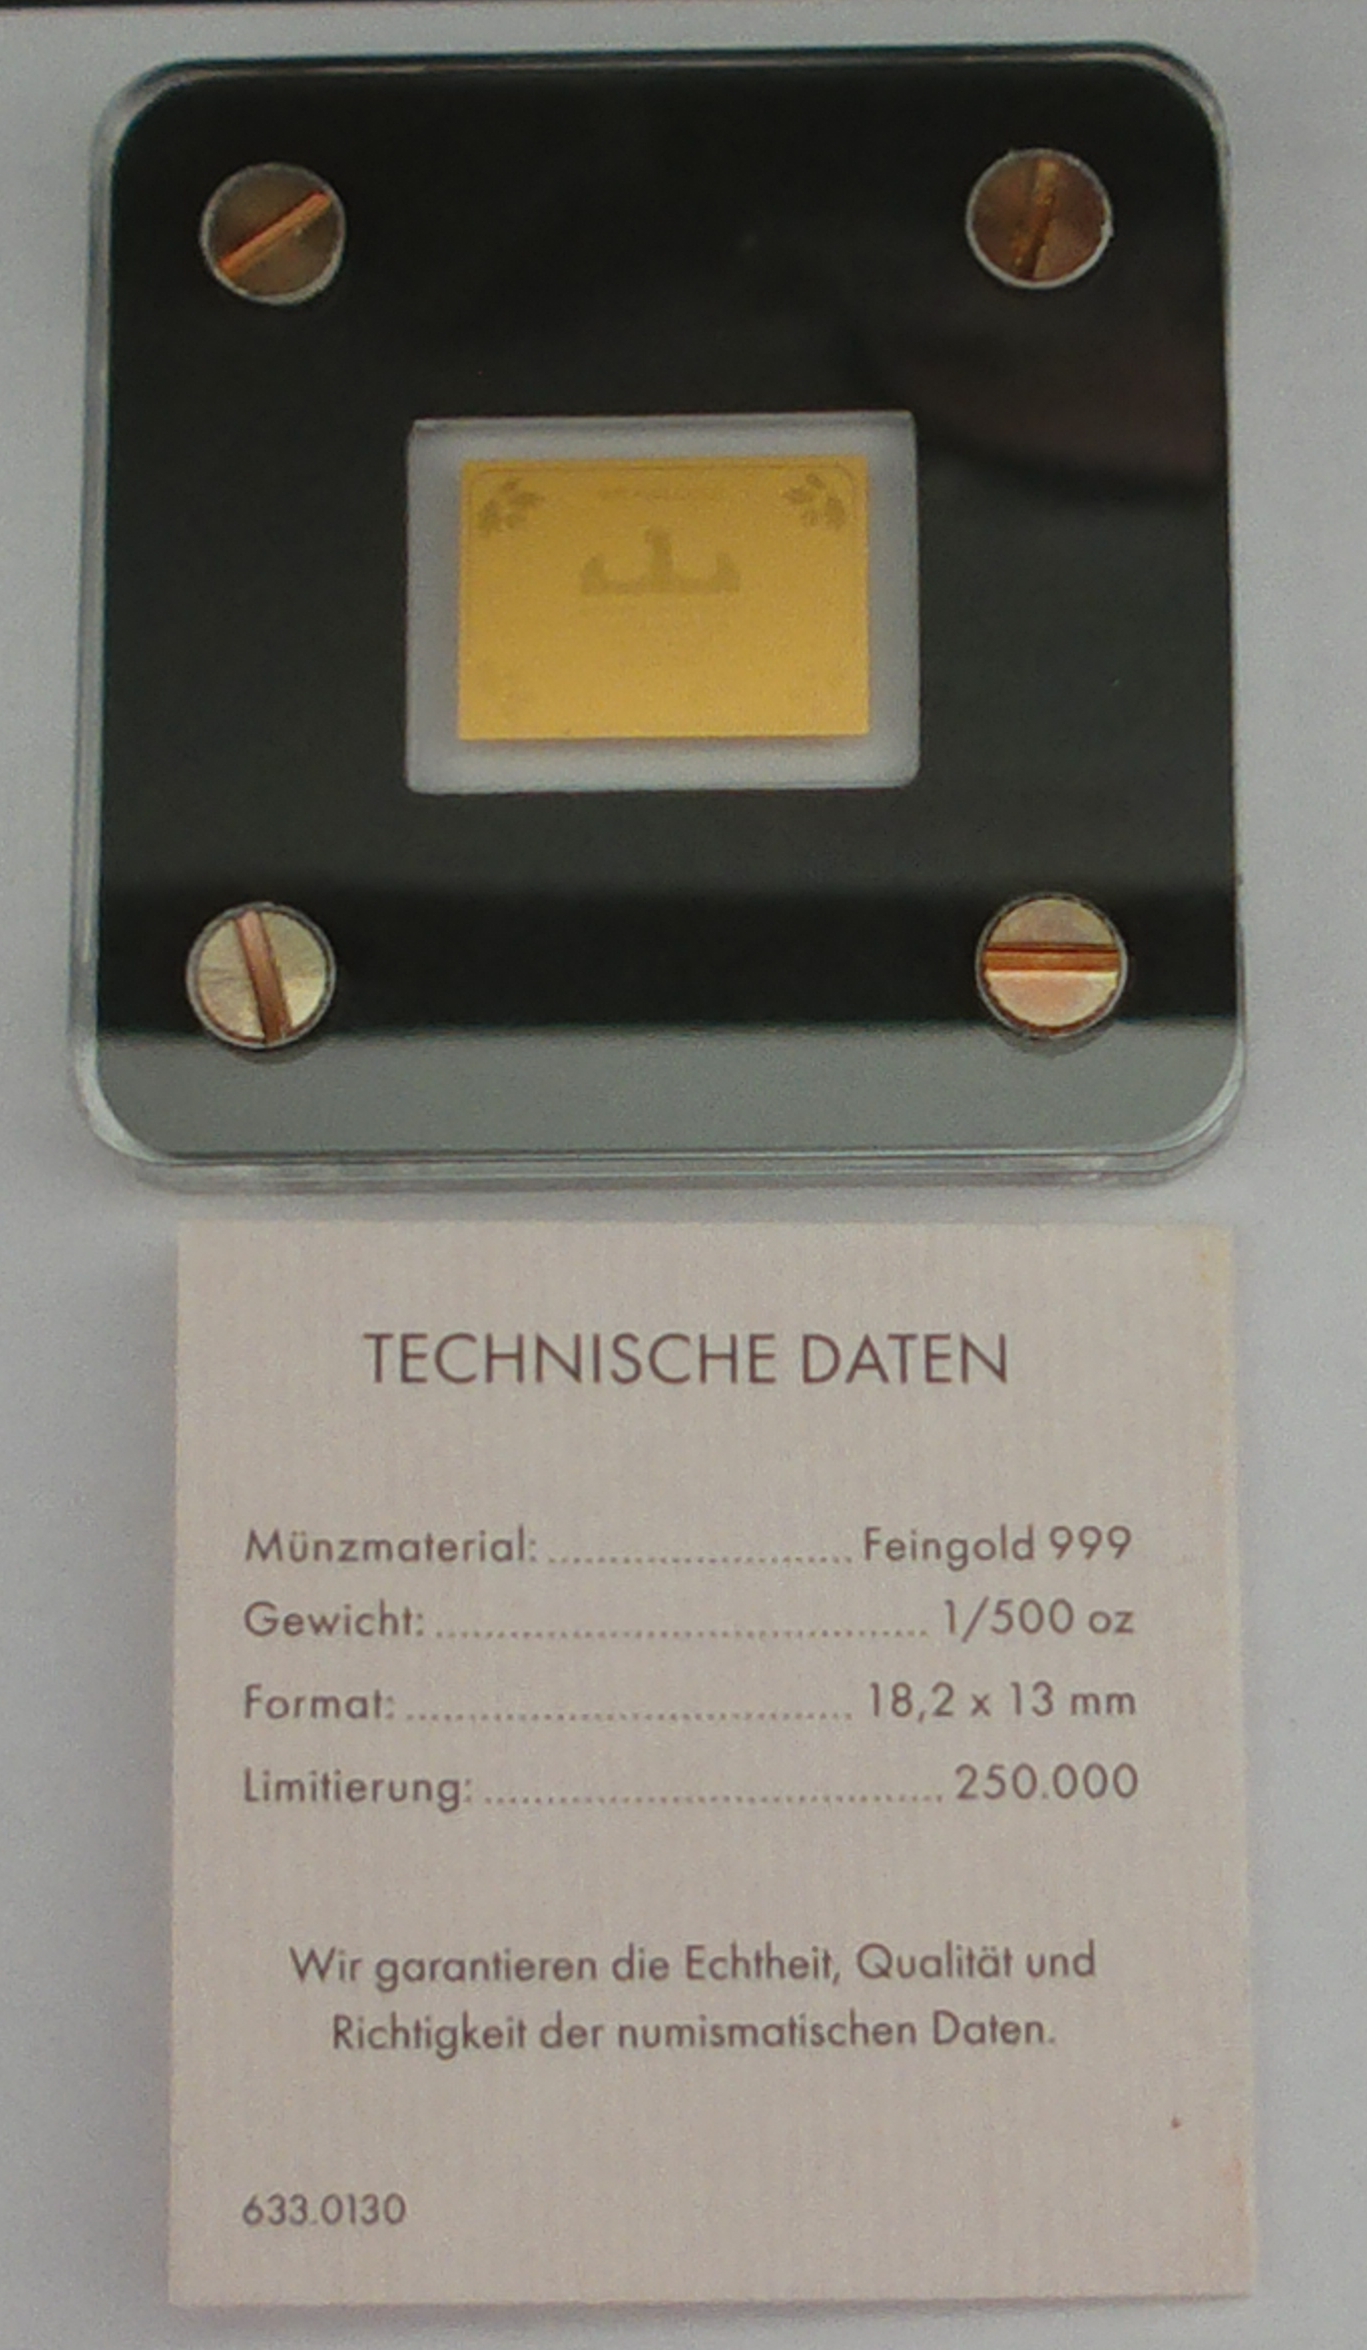 TECHNISCHE DATEN
Münzmaterial: ........................ Feingold 999
Gewicht: ....................................... 1/500 oz
Format: ................................... 18,2 x 13 mm
Limitierung: .................................... 250.000
Wir garantieren die Echtheit, Qualität und
Richtigkeit der numismatischen Daten.
633.0130